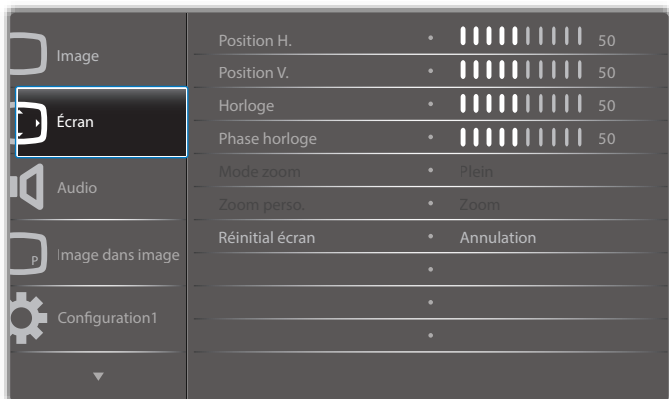 Image
Écran
Audio
P
Image dans image
Configuration1
Position H. • 50
Position V. • 50
Horloge • 50
Phase horloge • 50
Mode zoom • Plein
Zoom perso. • Zoom
Réinitial écran • Annulation